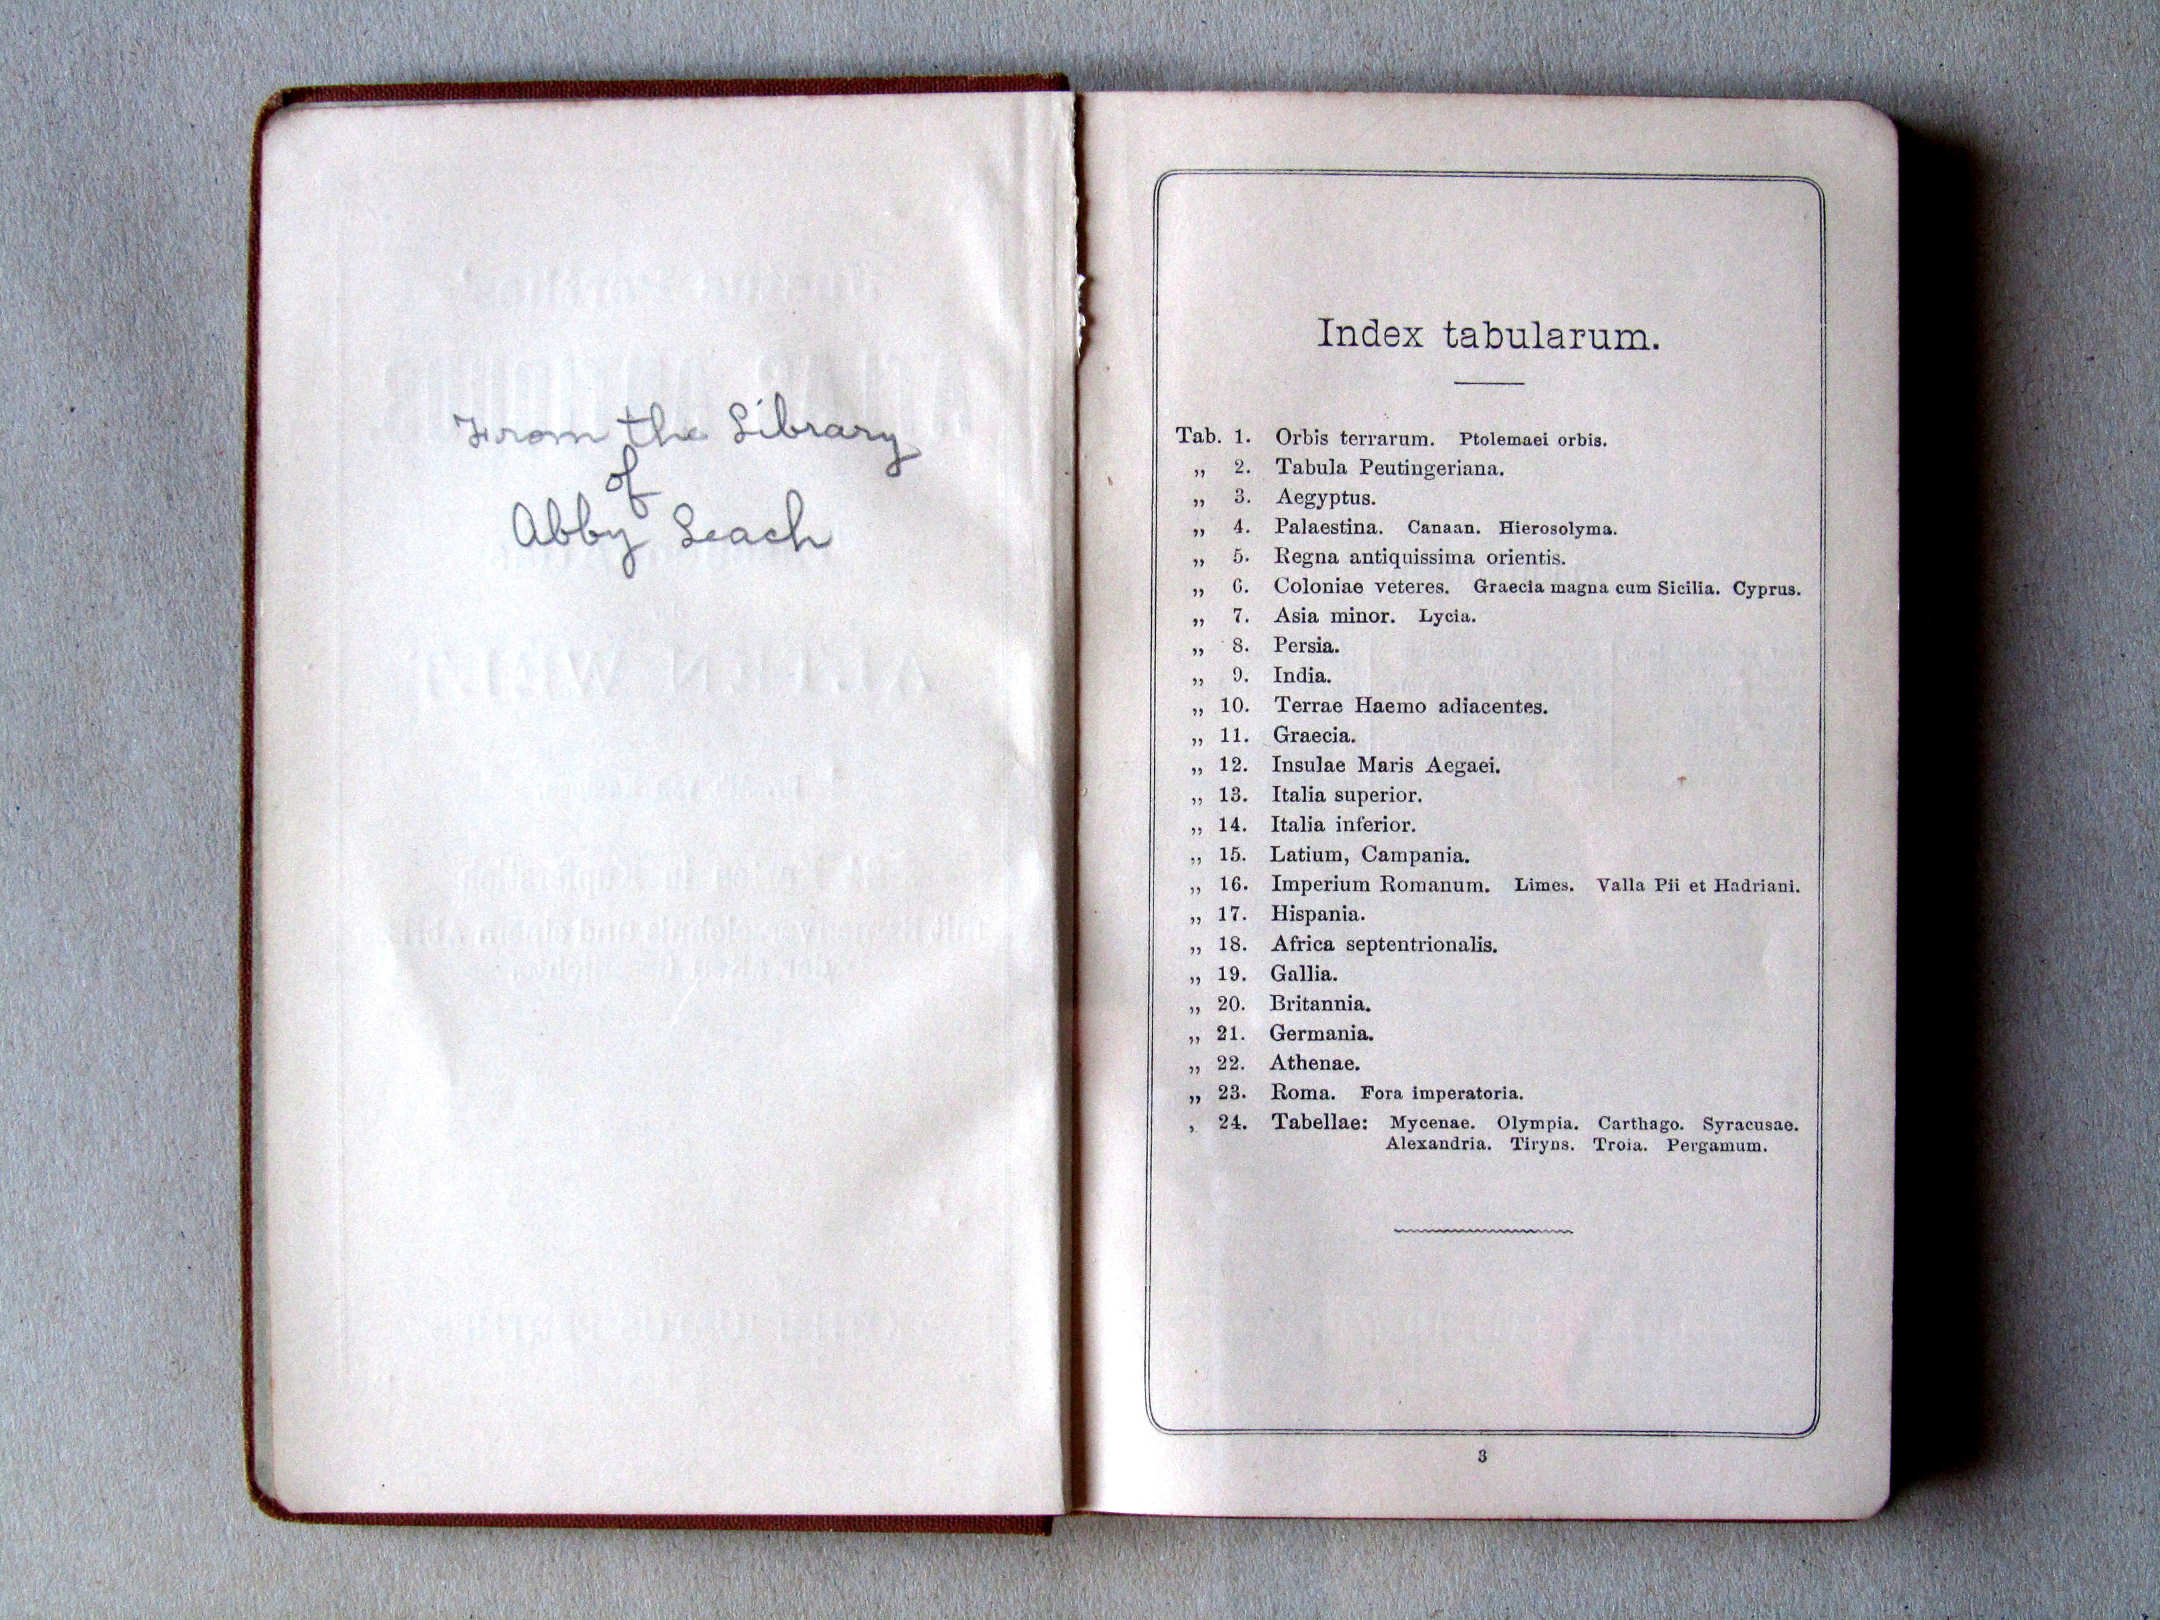 From the Library
of
Abby Leach
Index tabularum.
Tab. 1. Orbis terrarum. Ptolemaei orbis.
„ 2. Tabula Peutingeriana.
„ 3. Aegyptus.
„ 4. Palaestina. Canaan. Hierosolyma.
„ 5. Regna antiquissima orientis.
„ 6. Coloniae veteres. Graecia magna cum Sicilia. Cyprus.
„ 7. Asia minor. Lycia.
„ 8. Persia.
„ 9. India.
„ 10. Terrae Haemo adiacentes.
„ 11. Graecia.
„ 12. Insulae Maris Aegaei.
„ 13. Italia superior.
„ 14. Italia inferior.
„ 15. Latium, Campania.
„ 16. Imperium Romanum. Limes. Valla Pii et Hadriani.
„ 17. Hispania.
„ 18. Africa septentrionalis.
„ 19. Gallia.
„ 20. Britannia.
„ 21. Germania.
„ 22. Athenae.
„ 23. Roma. Fora imperatoria.
, 24. Tabellae: Mycenae. Olympia. Carthago. Syracusae.
Alexandria. Tiryns. Troia. Pergamum.
3